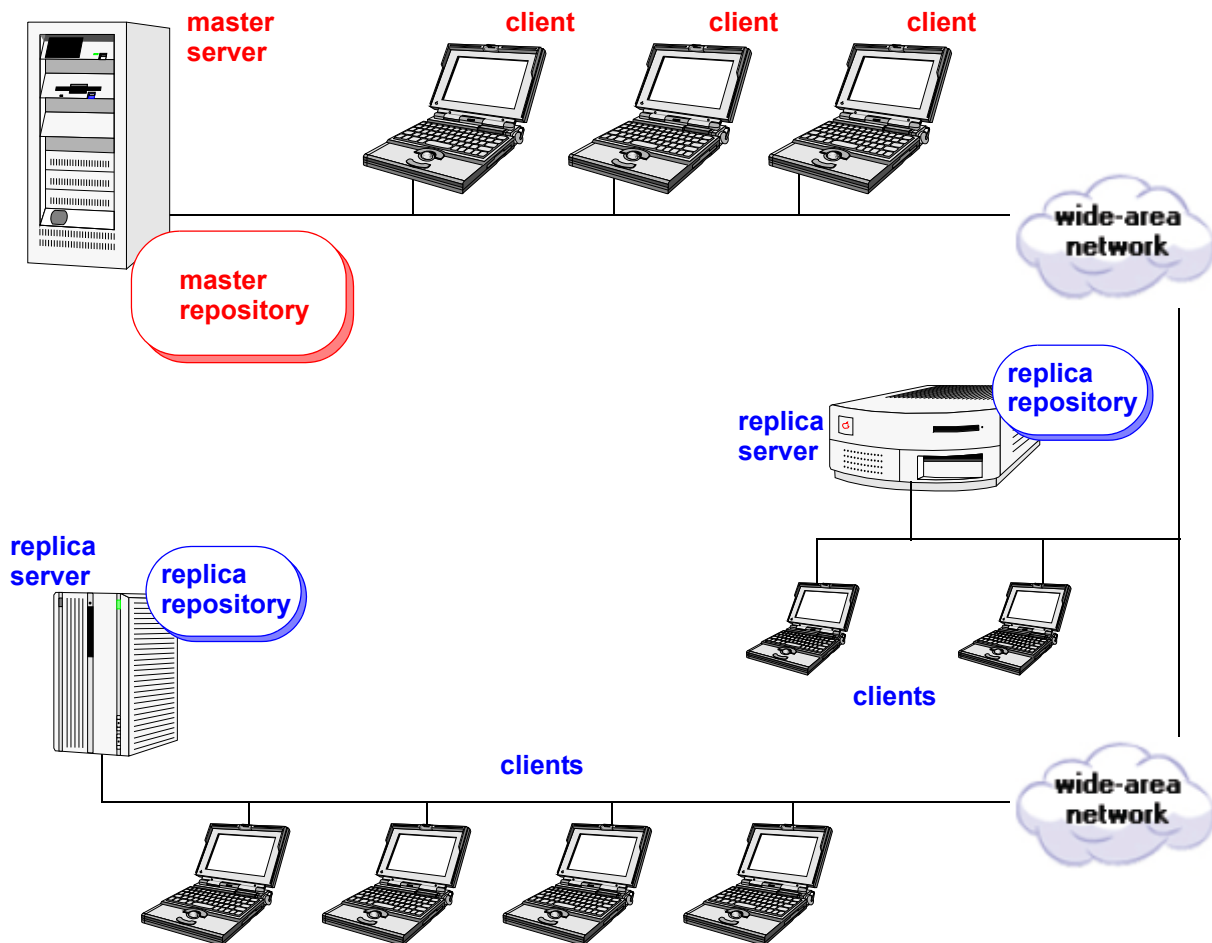 master
server
client
client
client
wide-area
network
master
repository
replica
repository
replica
server
replica
server
replica
repository
clients
clients
wide-area
network